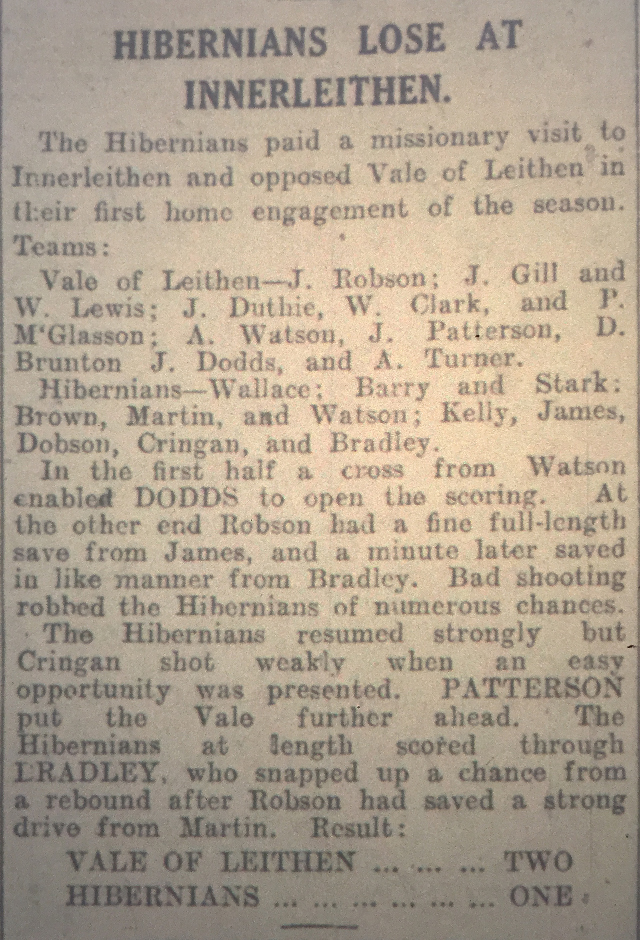 HIBERNIANS LOSE AT
INNERLEITHEN.
The Hibernians paid a missionary visit to
Innerleithen and opposed Vale of Leithen in
their first home engagement of the season.
Teams:
Vale of Leithen—J. Robson; J. Gill and
W. Lewis; J. Duthie, W. Clark, and P.
M'Glasson; A. Watson, J. Patterson, D.
Brunton J. Dodds, and A. Turner.
Hibernians—Wallace; Barry and Stark:
Brown, Martin, and Watson; Kelly, James,
Dobson, Cringan, and Bradley.
In the first half a cross from Watson
enabled DODDS to open the scoring. At
the other end Robson had a fine full-length
save from James, and a minute later saved
in like manner from Bradley. Bad shooting
robbed the Hibernians of numerous chances.
The Hibernians resumed strongly but
Cringan shot weakly when an easy
opportunity was presented. PATTERSON
put the Vale further ahead. The
Hibernians at length scored through
BRADLEY, who snapped up a chance from
a rebound after Robson had saved a strong
drive from Martin. Result:
VALE OF LEITHEN ... ... ... TWO
HIBERNIANS ... ... ... ... ... ... ONE